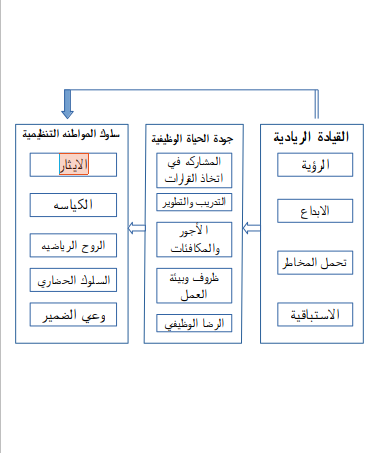 القيادة الريادية
الرؤية
الابداع
تحمل المخاطر
الاستباقية
جودة الحياة الوظيفية
المشاركه في
اتخاذ القرارات
التدريب والتطوير
الأجور
والمكافئات
ظروف وبيئة
العمل
الرضا الوظيفي
سلوك المواطنه التنظيمية
الايثار
الكياسه
الروح الرياضيه
السلوك الحضاري
وعي الضمير